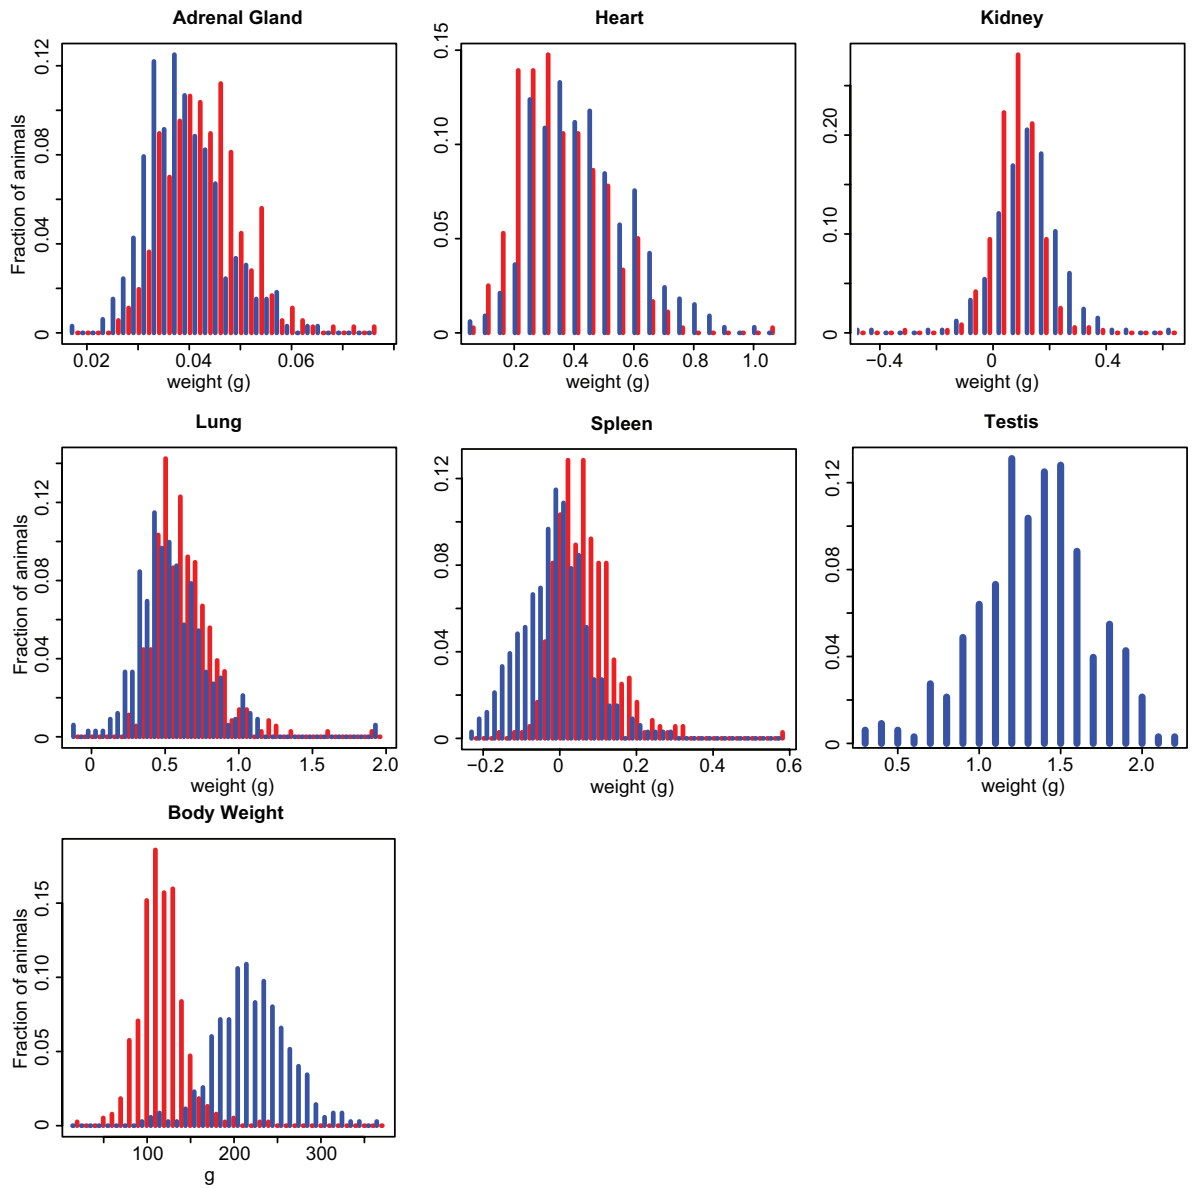 Adrenal Gland
Heart
Kidney
Fraction of animals
0 0.04 0.08 0.12
0 0.05 0.10 0.15
0 0.10 0.20
0.02 0.04 0.06
0.2 0.4 0.6 0.8 1.0
−0.4 0 0.4
weight (g)
weight (g)
weight (g)
Lung
Spleen
Testis
Fraction of animals
0 0.04 0.08 0.12
0 0.04 0.08 0.12
0 0.04 0.08 0.12
0 0.5 1.0 1.5 2.0
−0.2 0 0.2 0.4 0.6
0.5 1.0 1.5 2.0
weight (g)
weight (g)
weight (g)
Body Weight
Fraction of animals
0 0.05 0.10 0.15
100 200 300
g